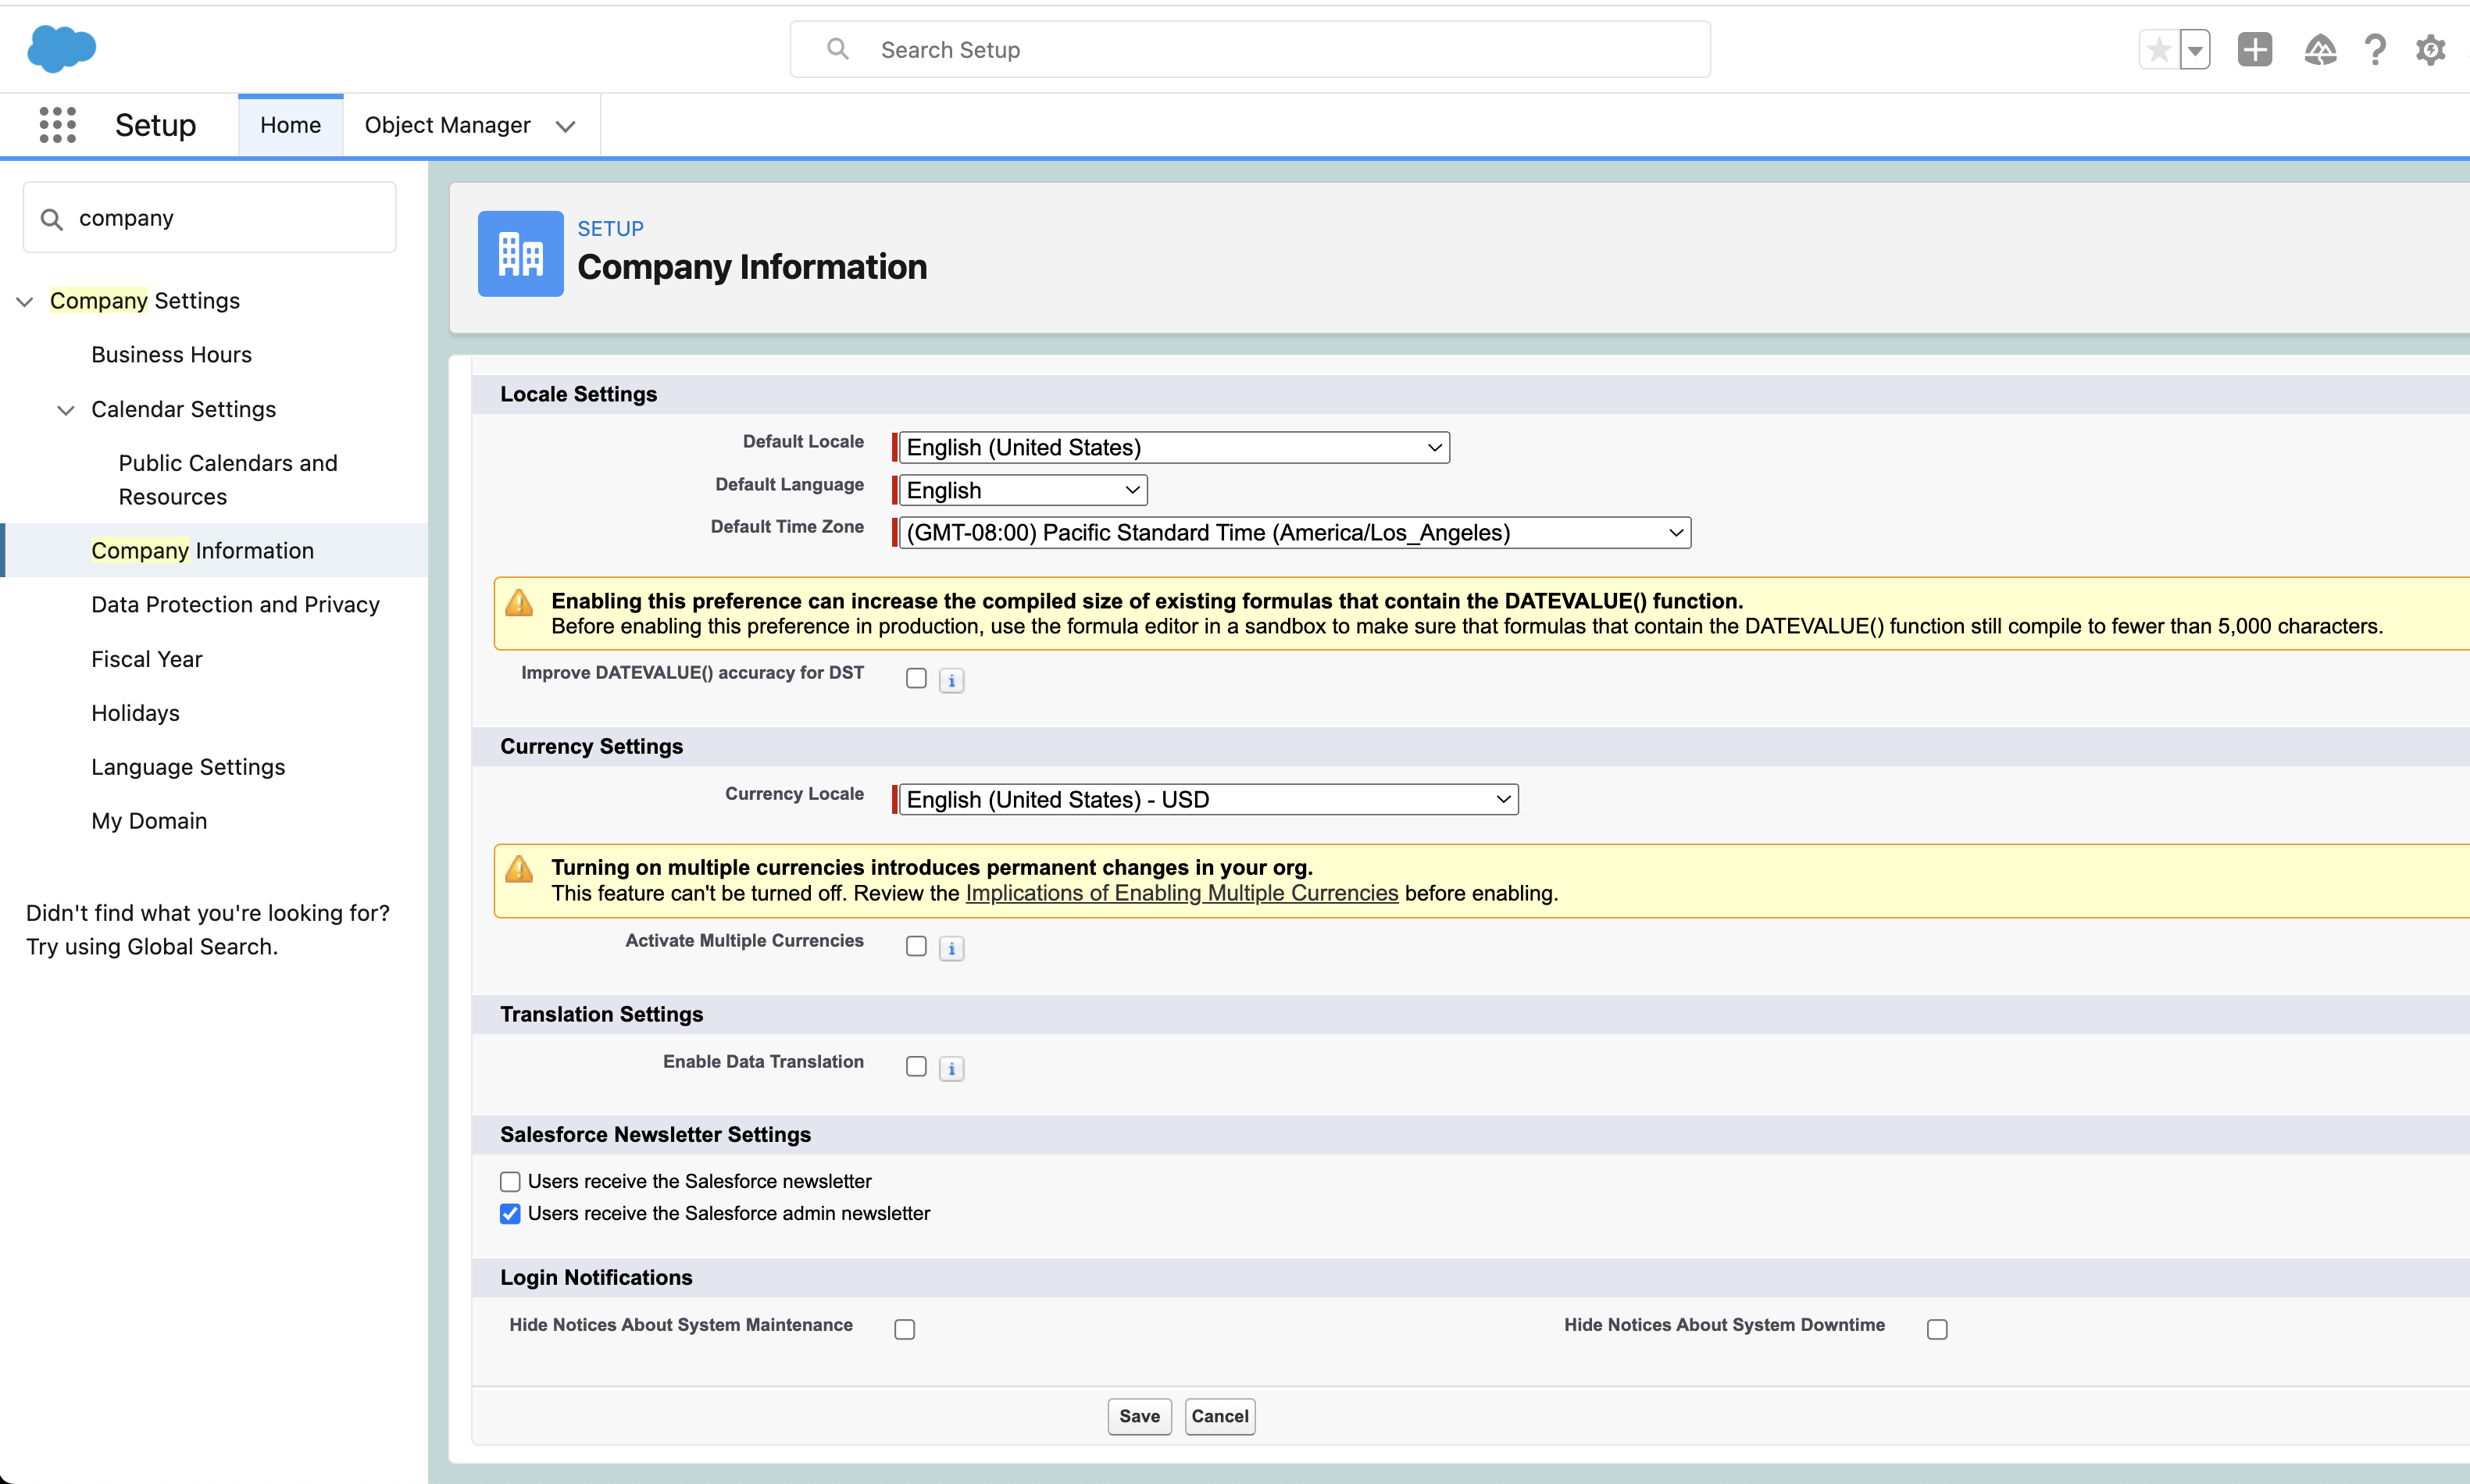 Search Setup
Setup
Home
Object Manager
company
Company Settings
Business Hours
Calendar Settings
Public Calendars and
Resources
Company Information
Data Protection and Privacy
Fiscal Year
Holidays
Language Settings
My Domain
Didn't find what you're looking for?
Try using Global Search.
SETUP
Company Information
Locale Settings
Default Locale English (United States)
Default Language English
Default Time Zone (GMT-08:00) Pacific Standard Time (America/Los_Angeles)
Enabling this preference can increase the compiled size of existing formulas that contain the DATEVALUE() function.
Before enabling this preference in production, use the formula editor in a sandbox to make sure that formulas that contain the DATEVALUE() function still compile to fewer than 5,000 characters.
Improve DATEVALUE() accuracy for DST i
Currency Settings
Currency Locale English (United States) - USD
Turning on multiple currencies introduces permanent changes in your org.
This feature can't be turned off. Review the Implications of Enabling Multiple Currencies before enabling.
Activate Multiple Currencies i
Translation Settings
Enable Data Translation i
Salesforce Newsletter Settings
Users receive the Salesforce newsletter
Users receive the Salesforce admin newsletter
Login Notifications
Hide Notices About System Maintenance Hide Notices About System Downtime
Save Cancel